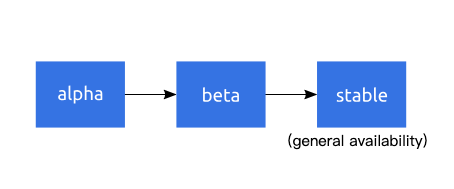 alpha
beta
stable
(general availability)